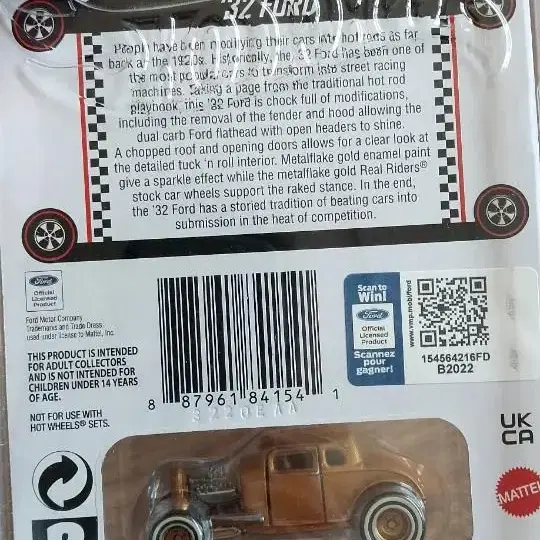 '32 FORD
People have been modifying their cars into hot rods as far
back at the 1920s. Historically, the '32 Ford has been one of
the most popular cars to transform into street racing
machines. Taking a page from the traditional hot rod
playbook, this '32 Ford is chock full of modifications,
including the removal of the fender and hood allowing the
dual carb Ford flathead with open headers to shine.
A chopped roof and opening doors allows for a clear look at
the detailed tuck 'n roll interior. Metalflake gold enamel paint
give a sparkle effect while the metalflake gold Real Riders®
stock car wheels support the raked stance. In the end,
the '32 Ford has a storied tradition of beating cars into
submission in the heat of competition.
Ford
Official
Licensed
Product
Ford Motor Company
Trademarks and Trade Dress
used under license to Mattel, Inc.
THIS PRODUCT IS INTENDED
FOR ADULT COLLECTORS
AND IS NOT INTENDED FOR
CHILDREN UNDER 14 YEARS
OF AGE.
NOT FOR USE WITH
HOT WHEELS® SETS.
8 87961 84154 1
Scan to
Win!
Ford
Official
Licensed
Product
Scannez
pour
gagner!
www.vmp.mobi/ford
154564216FD
B2022
UK
CA
MATTEL